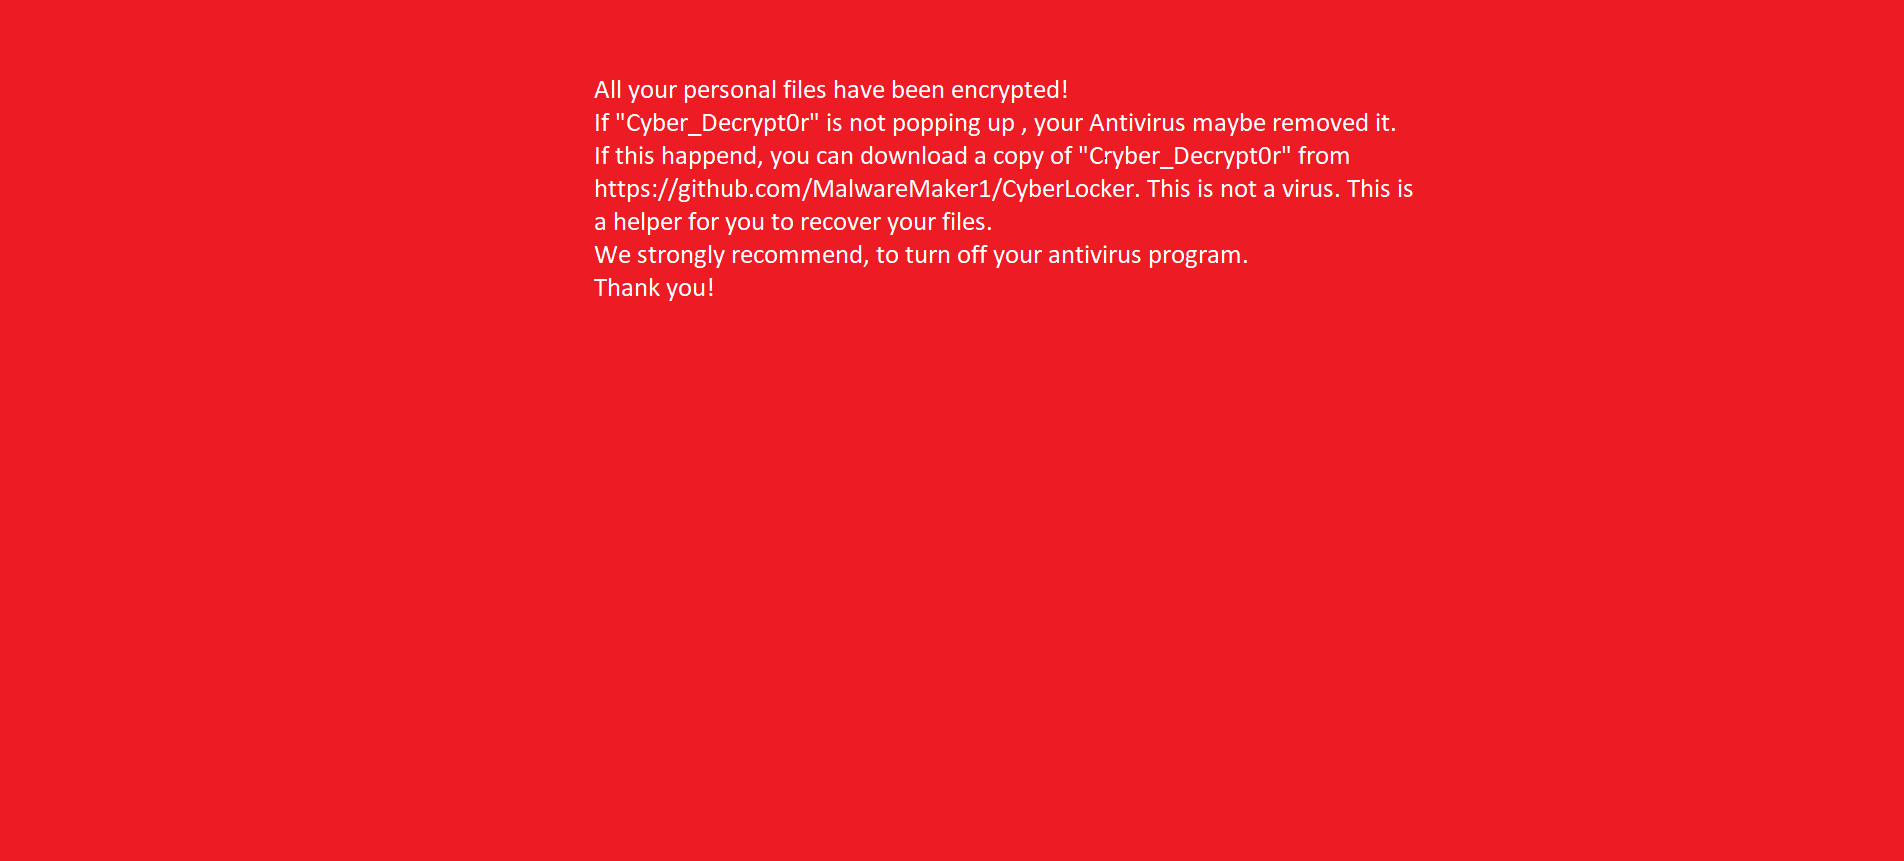 All your personal files have been encrypted!
If "Cyber_Decrypt0r" is not popping up , your Antivirus maybe removed it.
If this happend, you can download a copy of "Cryber_Decrypt0r" from
https://github.com/MalwareMaker1/CyberLocker. This is not a virus. This is
a helper for you to recover your files.
We strongly recommend, to turn off your antivirus program.
Thank you!